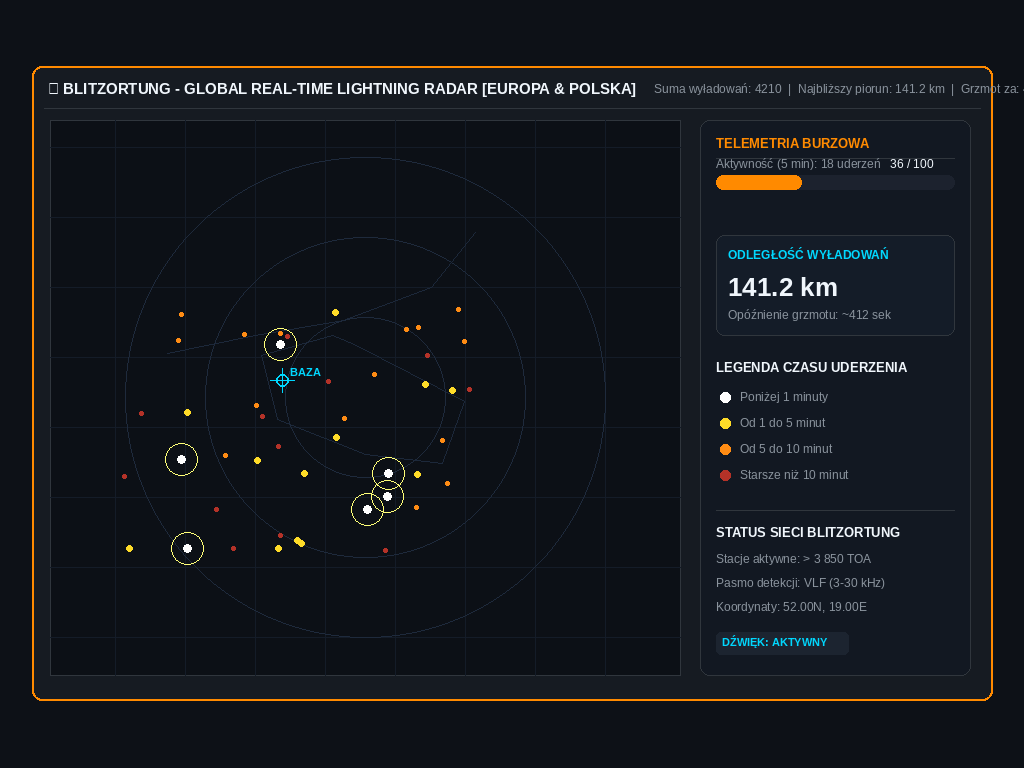 BLITZORTUNG - GLOBAL REAL-TIME LIGHTNING RADAR [EUROPA & POLSKA]
Suma wyładowań: 4210 | Najbliższy piorun: 141.2 km | Grzmot za:
BAZA
TELEMETRIA BURZOWA
Aktywność (5 min): 18 uderzeń 36 / 100
ODLEGŁOŚĆ WYŁADOWAŃ
141.2 km
Opóźnienie grzmotu: ~412 sek
LEGENDA CZASU UDERZENIA
Poniżej 1 minuty
Od 1 do 5 minut
Od 5 do 10 minut
Starsze niż 10 minut
STATUS SIECI BLITZORTUNG
Stacje aktywne: > 3 850 TOA
Pasmo detekcji: VLF (3-30 kHz)
Koordynaty: 52.00N, 19.00E
DŹWIĘK: AKTYWNY